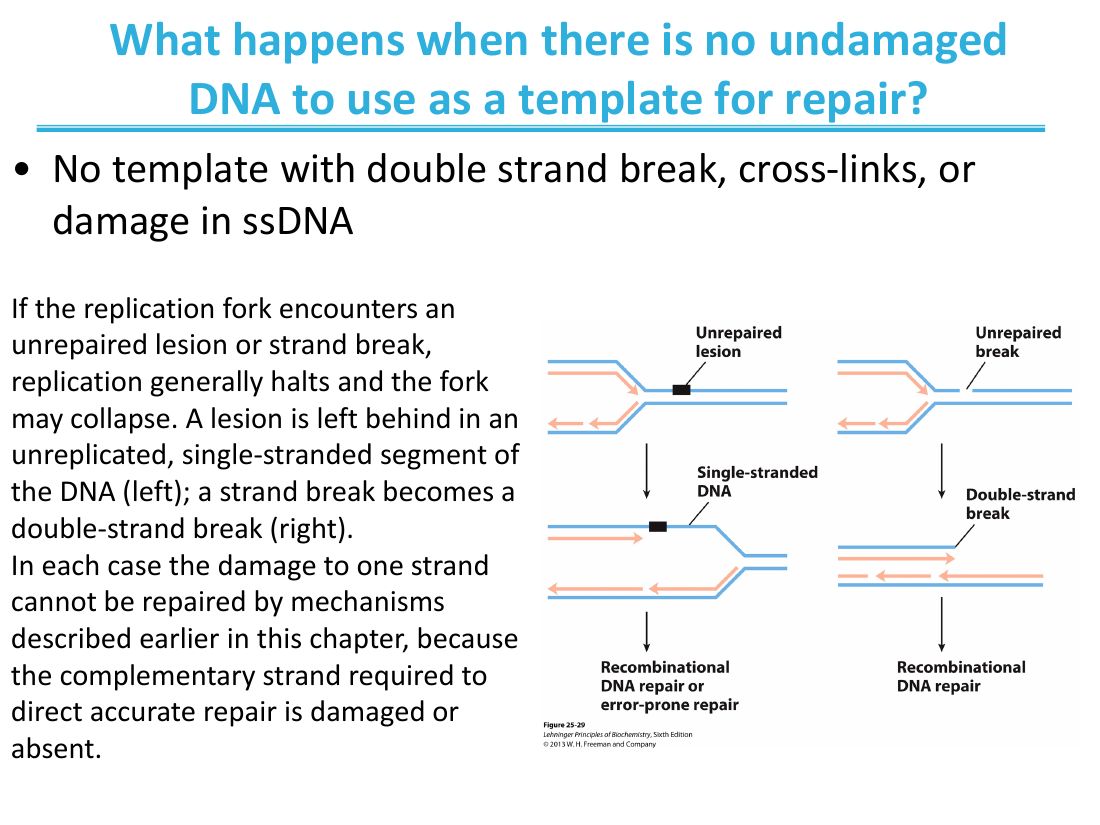 What happens when there is no undamaged
DNA to use as a template for repair?
• No template with double strand break, cross-links, or
damage in ssDNA
If the replication fork encounters an
unrepaired lesion or strand break,
replication generally halts and the fork
may collapse. A lesion is left behind in an
unreplicated, single-stranded segment of
the DNA (left); a strand break becomes a
double-strand break (right).
In each case the damage to one strand
cannot be repaired by mechanisms
described earlier in this chapter, because
the complementary strand required to
direct accurate repair is damaged or
absent.
Unrepaired
lesion
Unrepaired
break
Single-stranded
DNA
Double-strand
break
Recombinational
DNA repair or
error-prone repair
Recombinational
DNA repair
Figure 25-29
Lehninger Principles of Biochemistry, Sixth Edition
© 2013 W. H. Freeman and Company